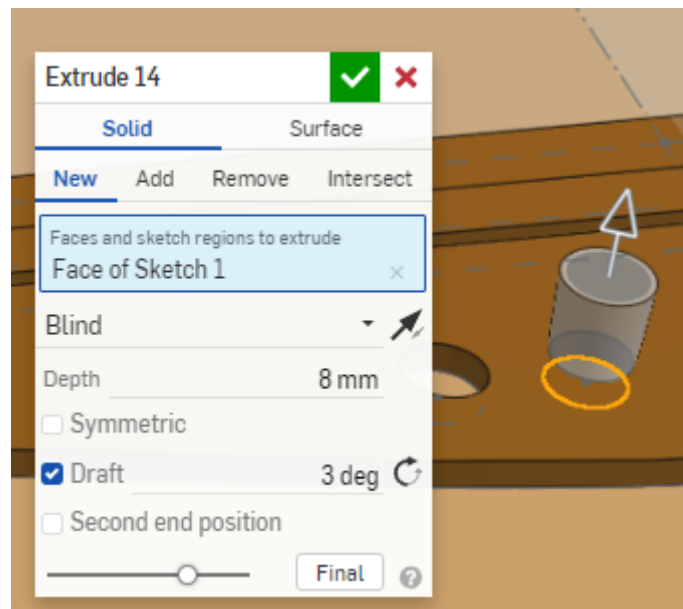 Extrude 14
Solid Surface
New Add Remove Intersect
Faces and sketch regions to extrude
Face of Sketch 1
Blind
Depth 8 mm
Symmetric
Draft 3 deg
Second end position
Final